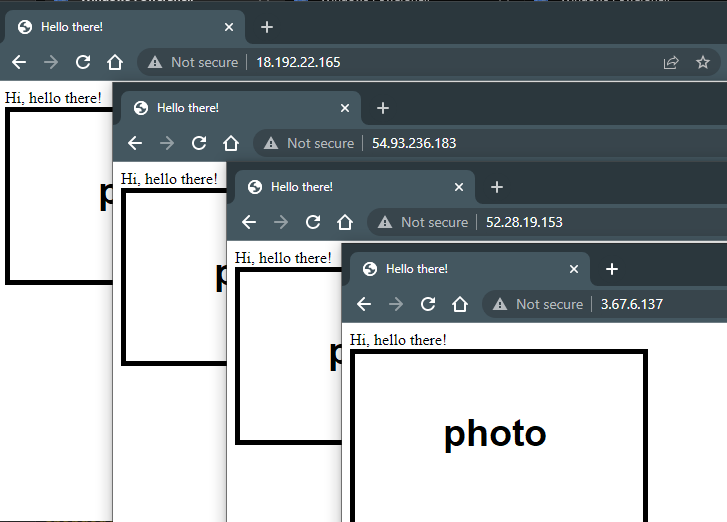 Hello there!
Not secure 18.192.22.165
Hi, hello there!
Hello there!
Not secure 54.93.236.183
Hi, hello there!
Hello there!
Not secure 52.28.19.153
Hi, hello there!
Hello there!
Not secure 3.67.6.137
Hi, hello there!
photo